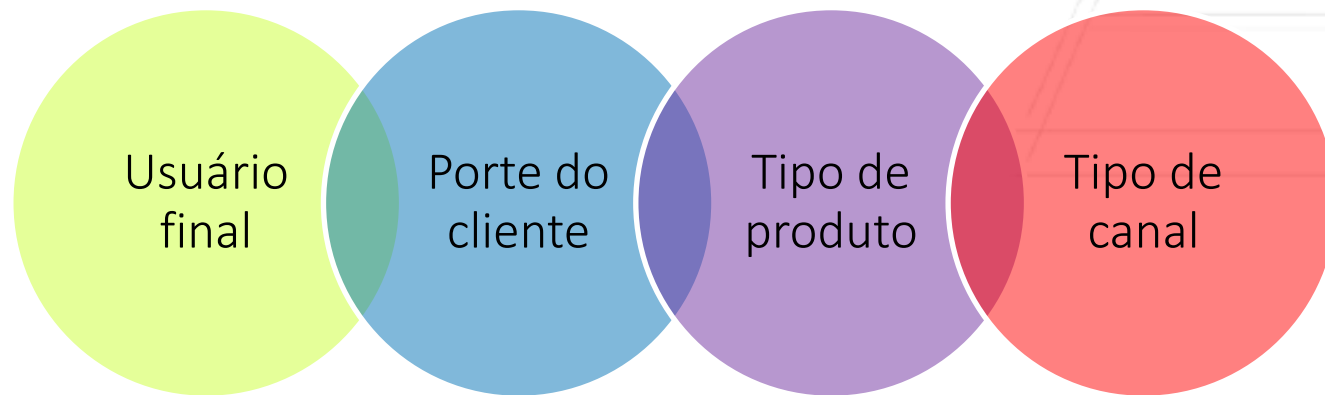 Usuário
final
Porte do
cliente
Tipo de
produto
Tipo de
canal